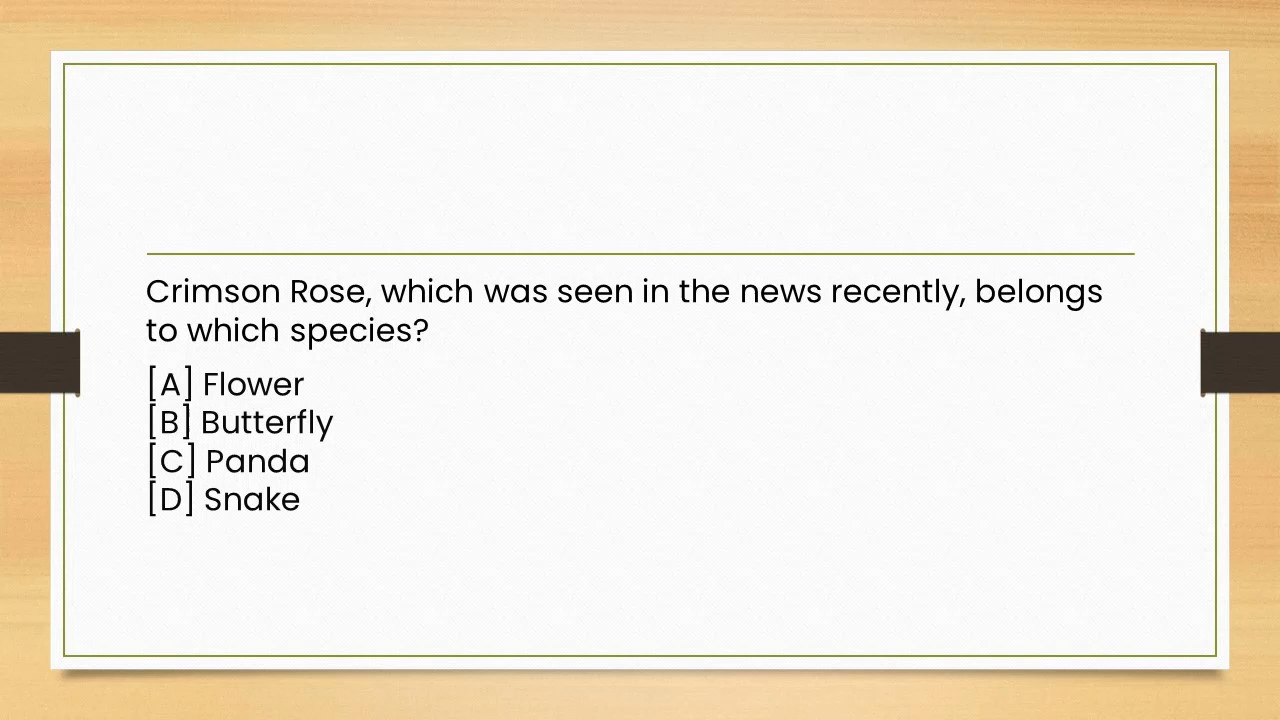 Crimson Rose, which was seen in the news recently, belongs
to which species?
[A] Flower
[B] Butterfly
[C] Panda
[D] Snake